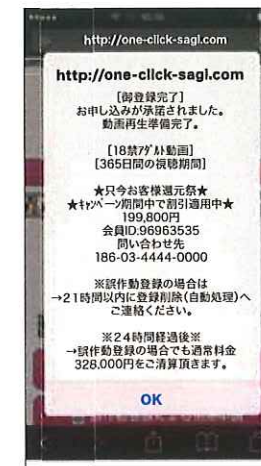 http://one-click-sagi.com
http://one-click-sagi.com
[御登録完了]
お申し込みが承諾されました。
動画再生準備完了。
[18禁ｱﾀﾞﾙﾄ動画]
[365日間の視聴期間]
★只今お客様還元祭★
★ｷｬﾝﾍﾟｰﾝ期間中で割引適用中★
199,800円
会員ID:96963535
問い合わせ先
186-03-4444-0000
※誤作動登録の場合は
→21時間以内に登録削除(自動処理)へ
ご連絡ください。
※24時間経過後※
→誤作動登録の場合でも通常料金
328,000円をご清算頂きます。
OK